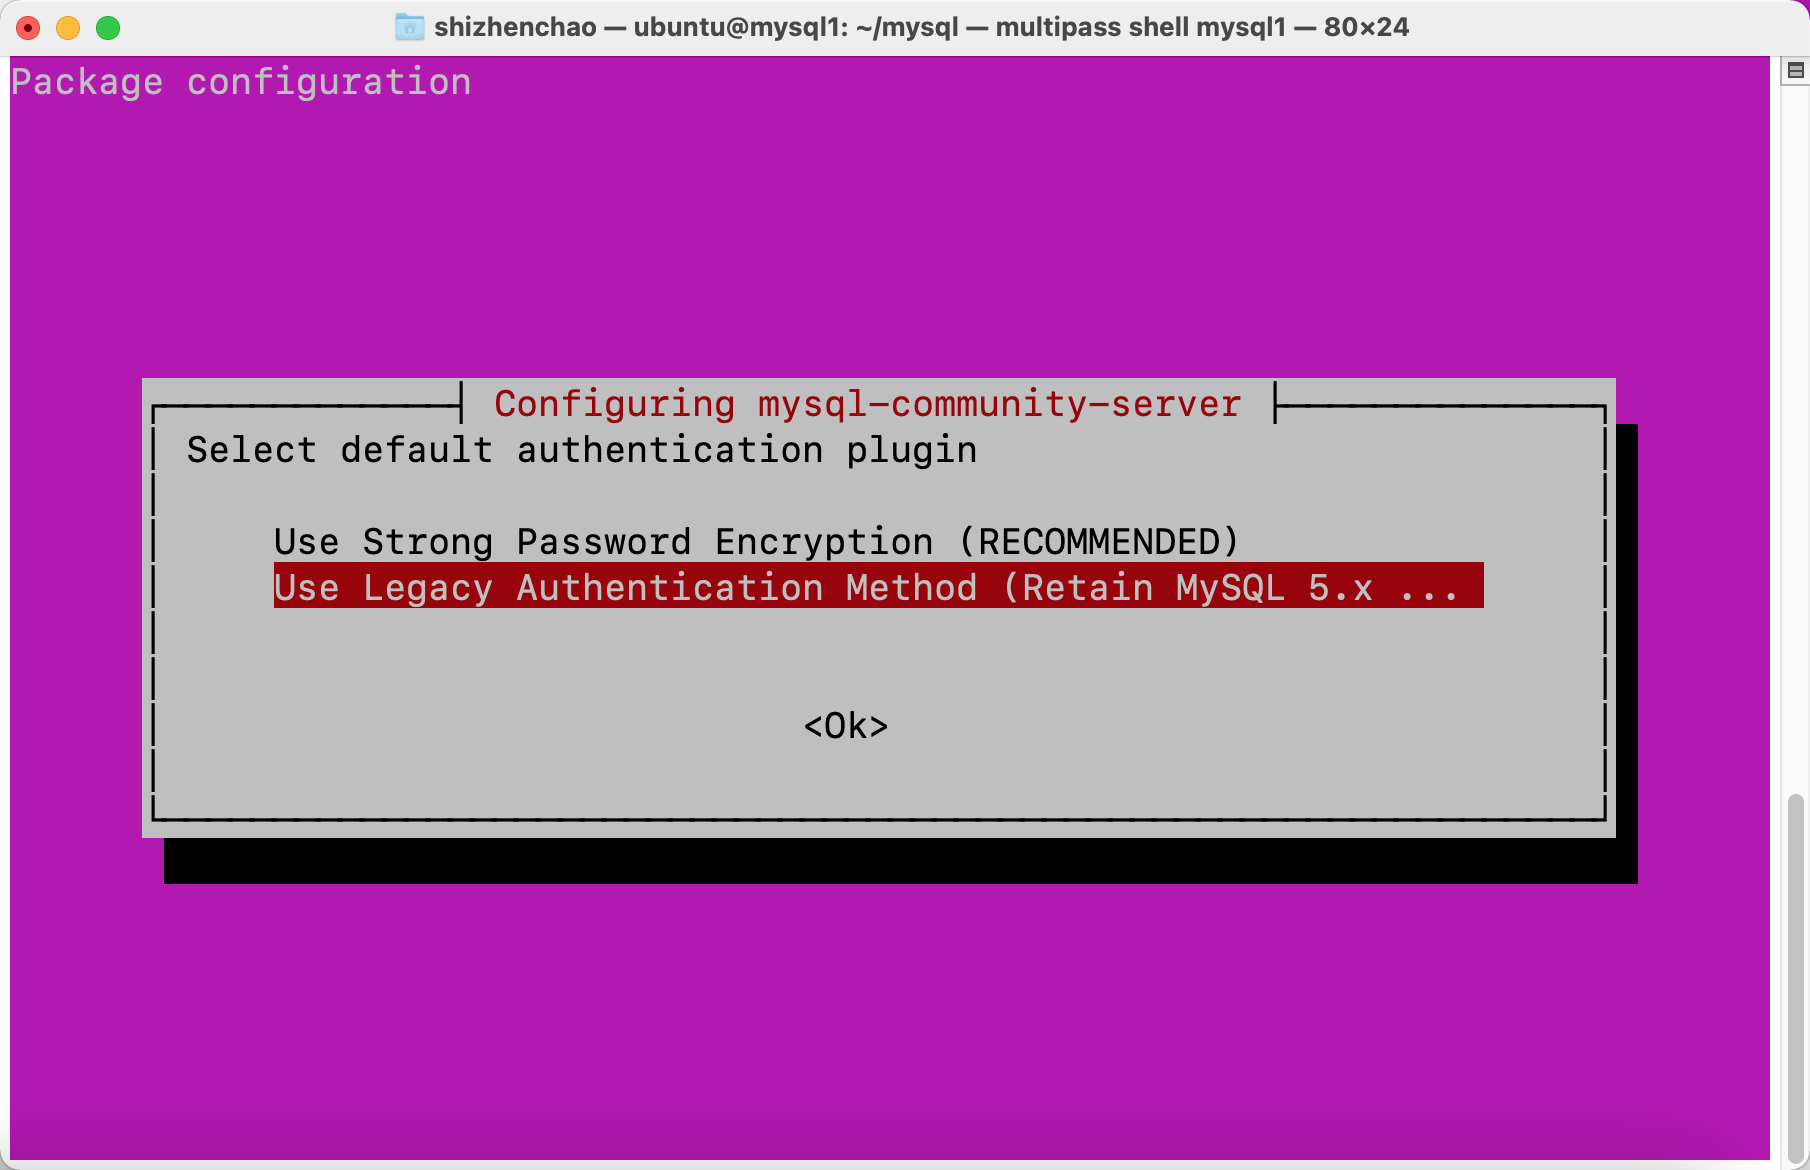 shizhenchao — ubuntu@mysql1: ~/mysql — multipass shell mysql1 — 80×24
Package configuration
Configuring mysql-community-server
Select default authentication plugin
Use Strong Password Encryption (RECOMMENDED)
Use Legacy Authentication Method (Retain MySQL 5.x ...
<Ok>